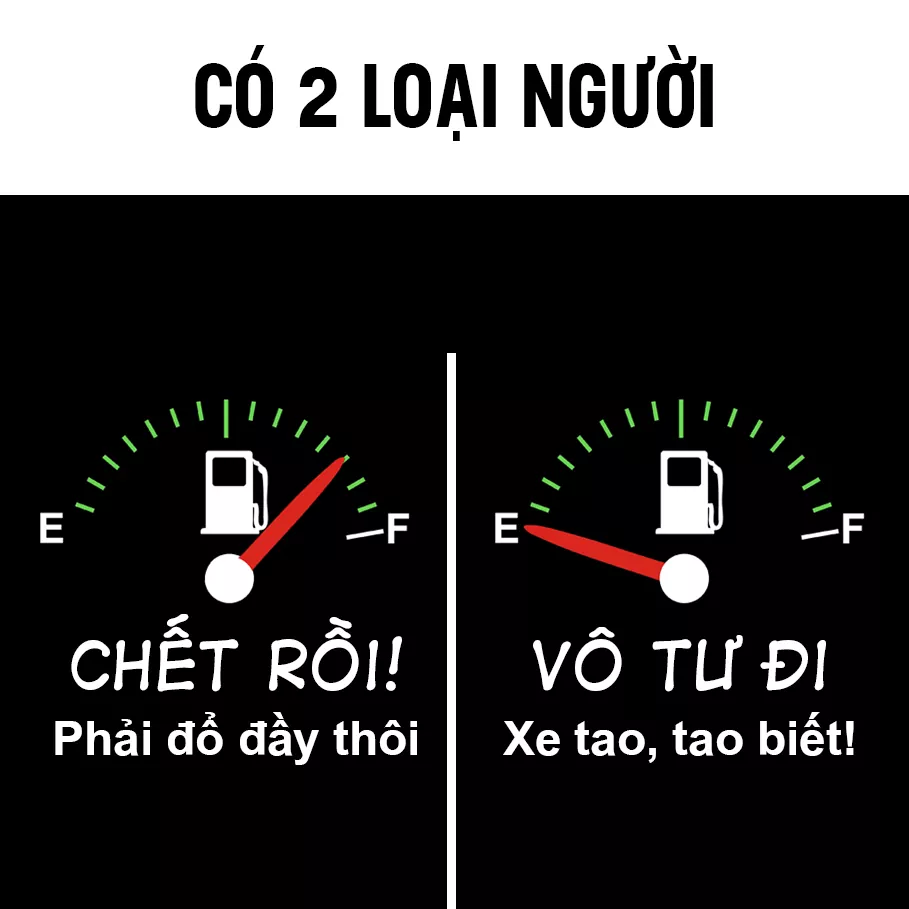 CÓ 2 LOẠI NGƯỜI
E
F
CHẾT RỒI!
Phải đổ đầy thôi
E
F
VÔ TƯ ĐI
Xe tao, tao biết!